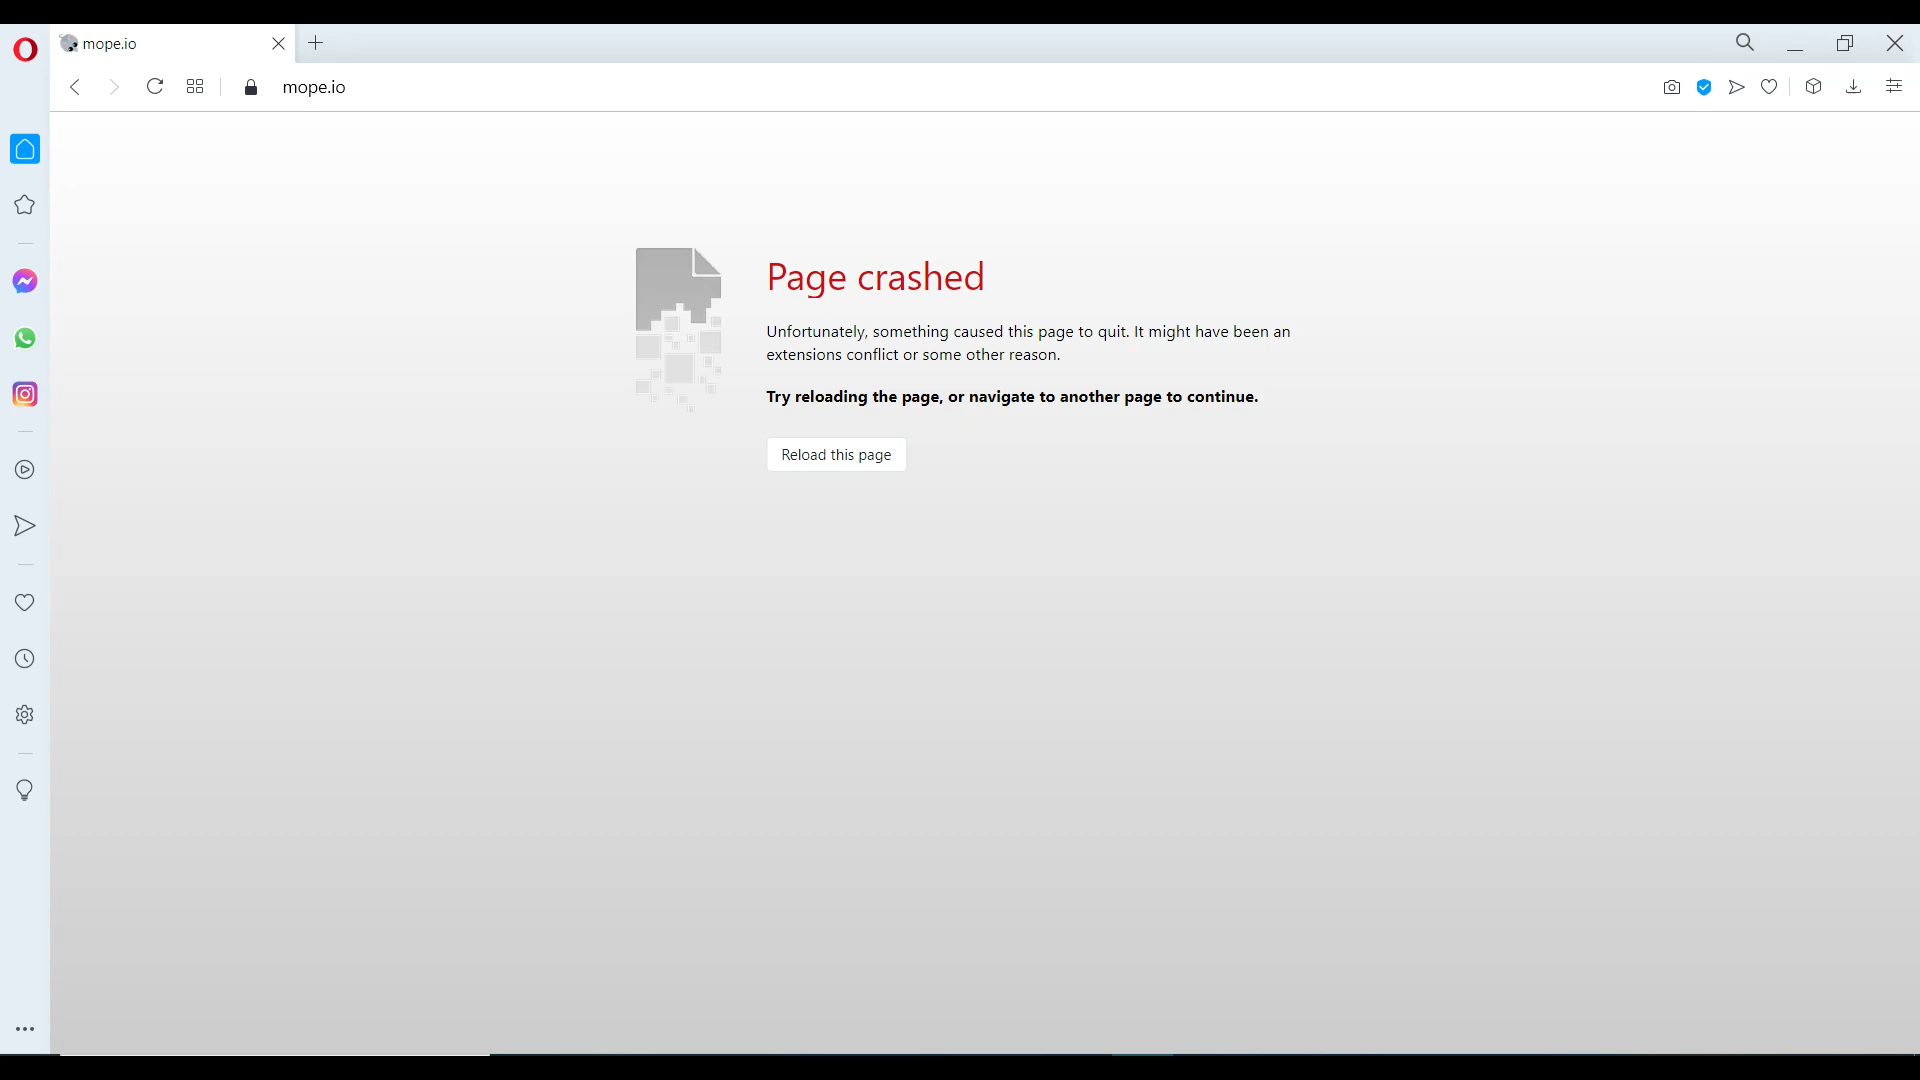 mope.io
mope.io
Page crashed
Unfortunately, something caused this page to quit. It might have been an
extensions conflict or some other reason.
Try reloading the page, or navigate to another page to continue.
Reload this page